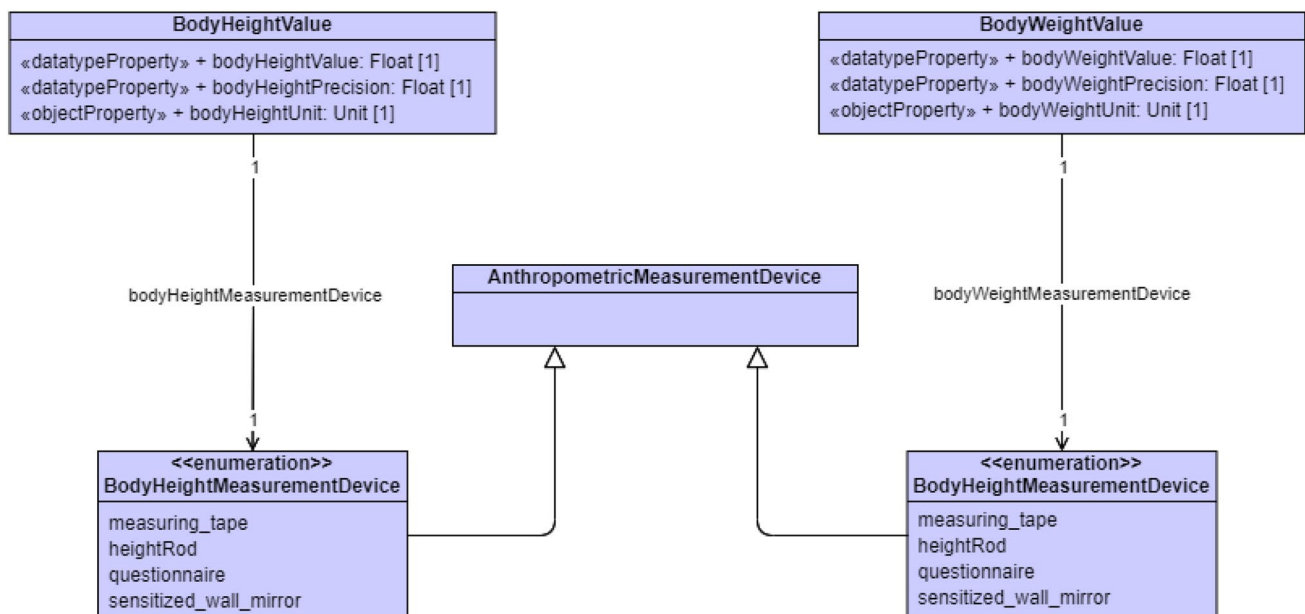 BodyHeightValue
«datatypeProperty» + bodyHeightValue: Float [1]
«datatypeProperty» + bodyHeightPrecision: Float [1]
«objectProperty» + bodyHeightUnit: Unit [1]
BodyWeightValue
«datatypeProperty» + bodyWeightValue: Float [1]
«datatypeProperty» + bodyWeightPrecision: Float [1]
«objectProperty» + bodyWeightUnit: Unit [1]
1
1
AnthropometricMeasurementDevice
bodyHeightMeasurementDevice
bodyWeightMeasurementDevice
1
1
<<enumeration>>
BodyHeightMeasurementDevice
measuring_tape
heightRod
questionnaire
sensitized_wall_mirror
<<enumeration>>
BodyHeightMeasurementDevice
measuring_tape
heightRod
questionnaire
sensitized_wall_mirror